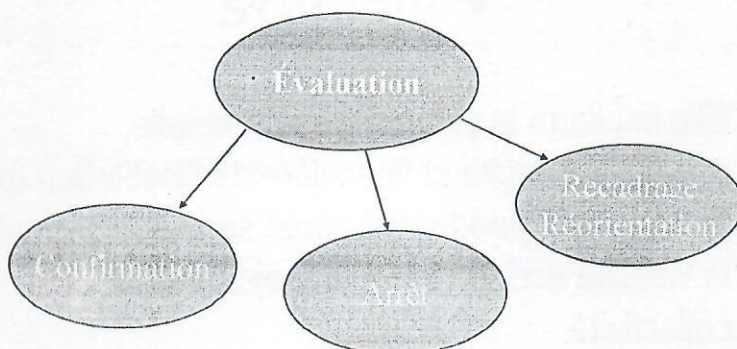 Évaluation
Recadrage
Réorientation
Confirmation
Arrêt